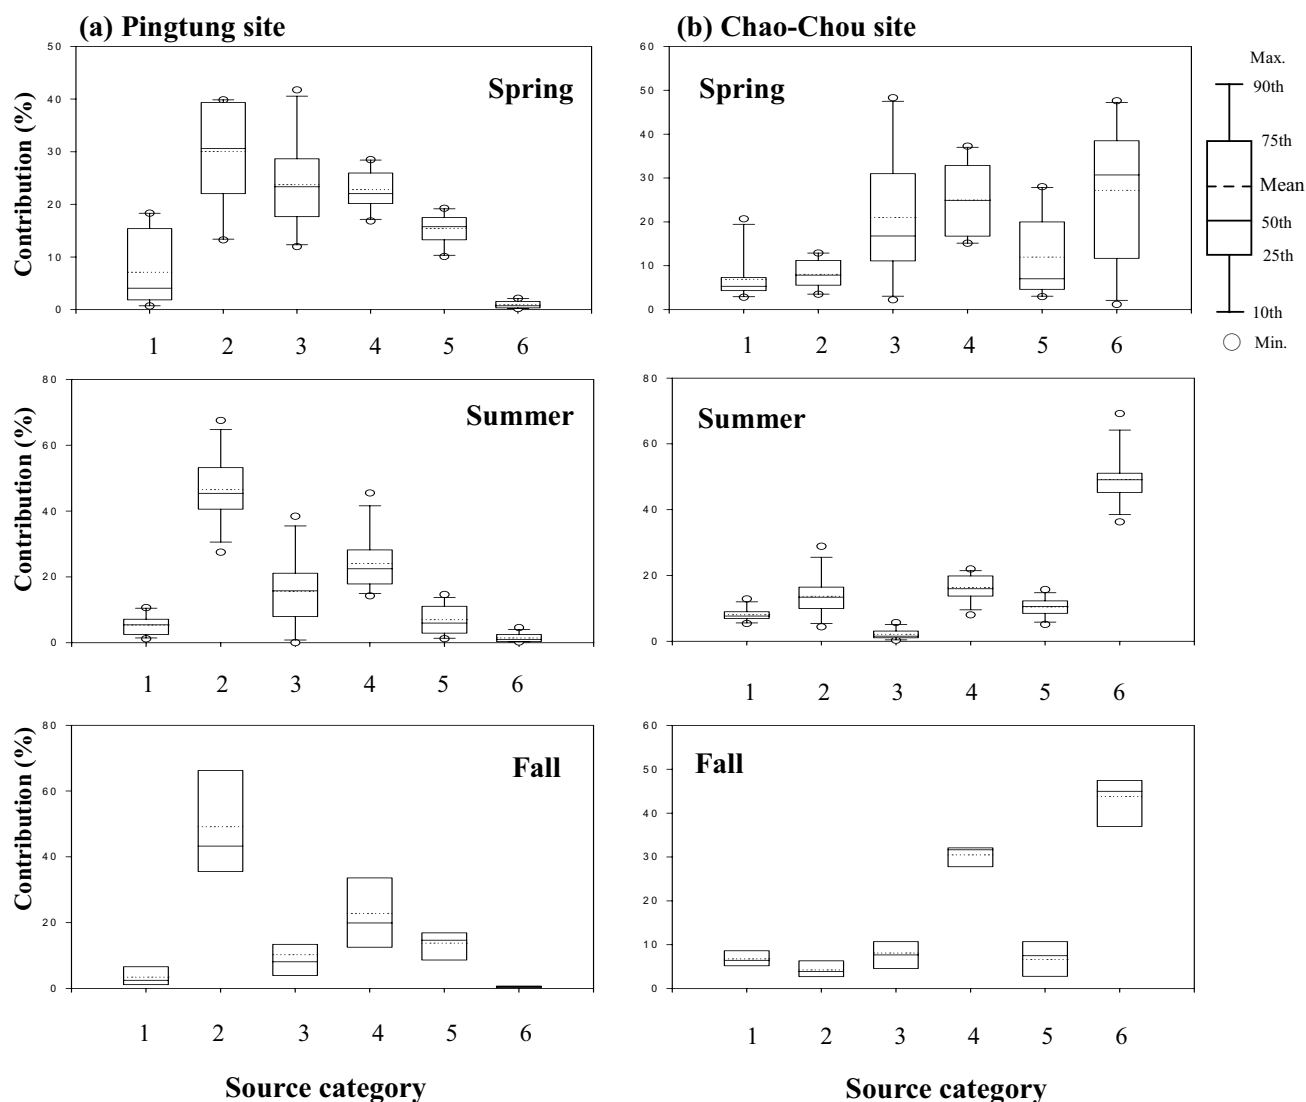 (a) Pingtung site
(b) Chao-Chou site
Contribution (%)
50
40
30
20
10
0
Spring
1 2 3 4 5 6
60
50
40
30
20
10
0
Spring
1 2 3 4 5 6
Max.
90th
75th
Mean
50th
25th
10th
Min.
Contribution (%)
80
60
40
20
0
Summer
1 2 3 4 5 6
80
60
40
20
0
Summer
1 2 3 4 5 6
Contribution (%)
80
60
40
20
0
Fall
1 2 3 4 5 6
Source category
60
50
40
30
20
10
0
Fall
1 2 3 4 5 6
Source category